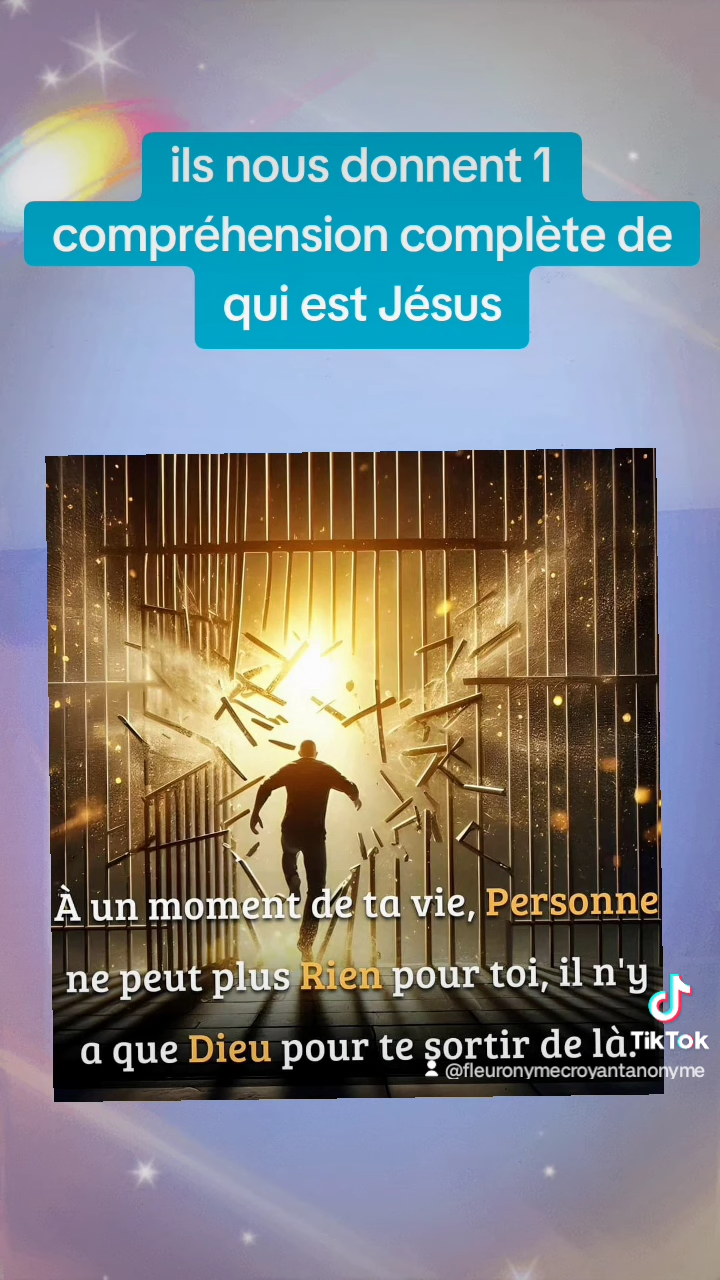 ils nous donnent 1
compréhension complète de
qui est Jésus
À un moment de ta vie, Personne
ne peut plus Rien pour toi, il n'y
a que Dieu pour te sortir de là.
TikTok
@fleuronymecroyantanonyme